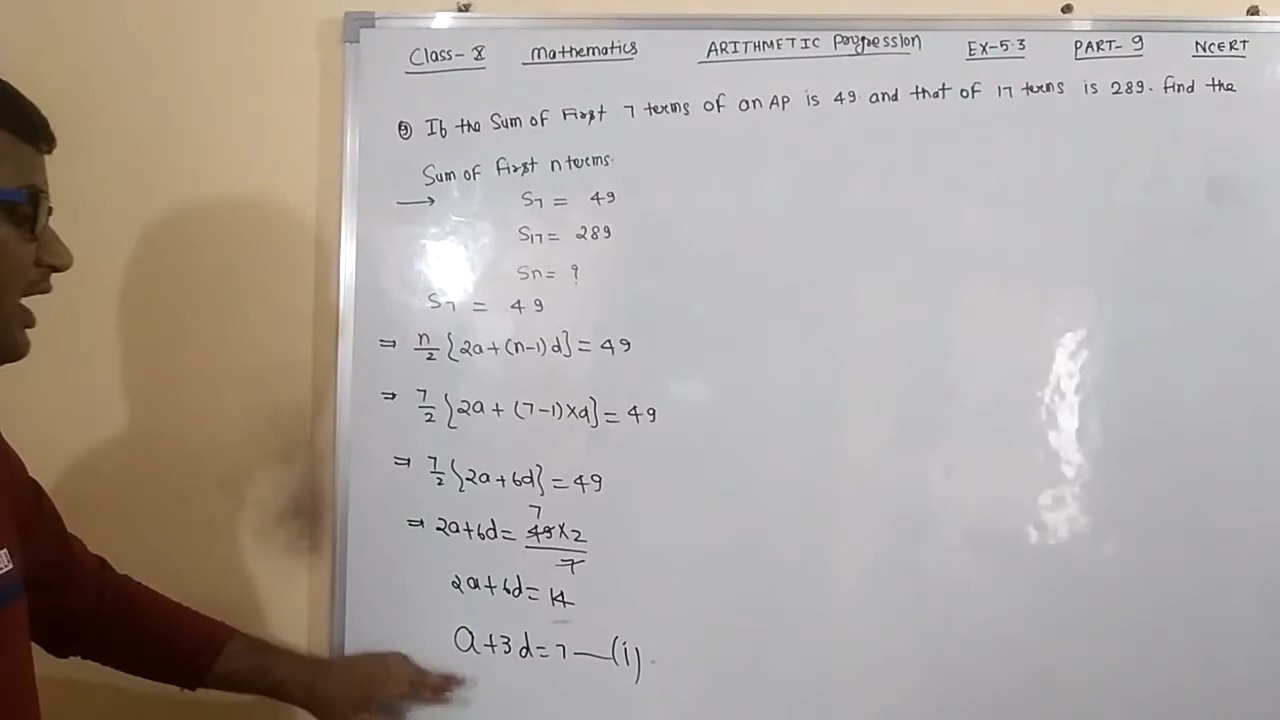 Class- X Mathematics ARITHMETIC Progression EX-5.3 PART- 9 NCERT
⑨ If the Sum of First 7 terms of an AP is 49 and that of 17 terms is 289. find the
Sum of first n terms.
→ S7 = 49
S17 = 289
Sn = ?
S7 = 49
⇒ n/2 {2a+(n-1)d} = 49
⇒ 7/2 {2a + (7-1)×d} = 49
⇒ 7/2 {2a+6d} = 49
7
⇒ 2a+6d = 49×2/7
2a+6d = 14
a+3d = 7 —(i)